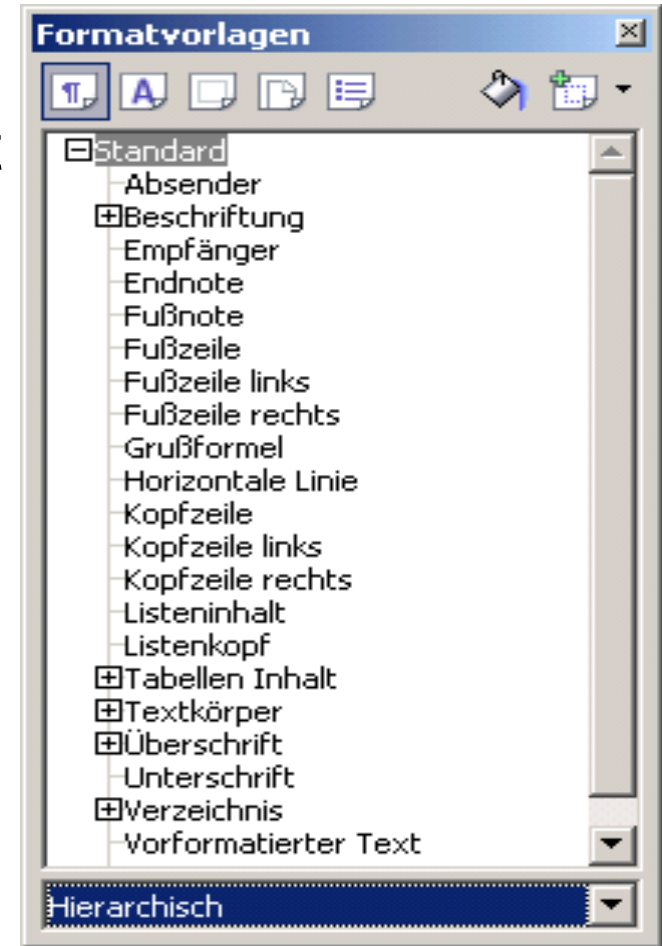 Formatvorlagen
Standard
Absender
Beschriftung
Empfänger
Endnote
Fußnote
Fußzeile
Fußzeile links
Fußzeile rechts
Grußformel
Horizontale Linie
Kopfzeile
Kopfzeile links
Kopfzeile rechts
Listeninhalt
Listenkopf
Tabellen Inhalt
Textkörper
Überschrift
Unterschrift
Verzeichnis
Vorformatierter Text
Hierarchisch